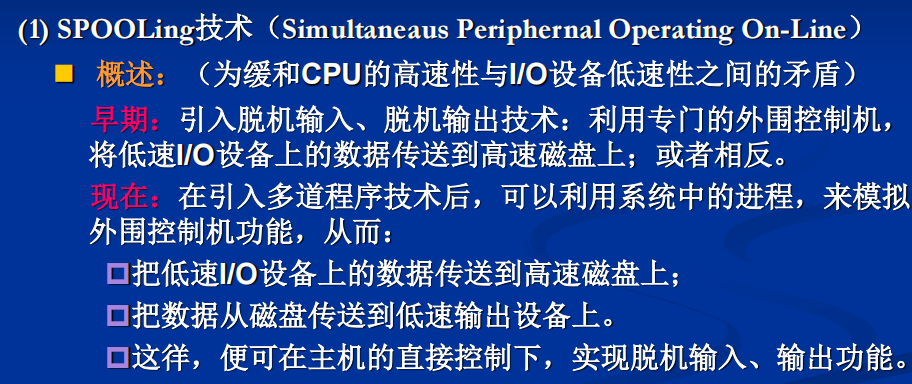 (1) SPOOLing技术（Simultaneaus Periphernal Operating On-Line）
概述：（为缓和CPU的高速性与I/O设备低速性之间的矛盾）
早期：引入脱机输入、脱机输出技术：利用专门的外围控制机，
将低速I/O设备上的数据传送到高速磁盘上；或者相反。
现在：在引入多道程序技术后，可以利用系统中的进程，来模拟
外围控制机功能，从而：
把低速I/O设备上的数据传送到高速磁盘上；
把数据从磁盘传送到低速输出设备上。
这样，便可在主机的直接控制下，实现脱机输入、输出功能。